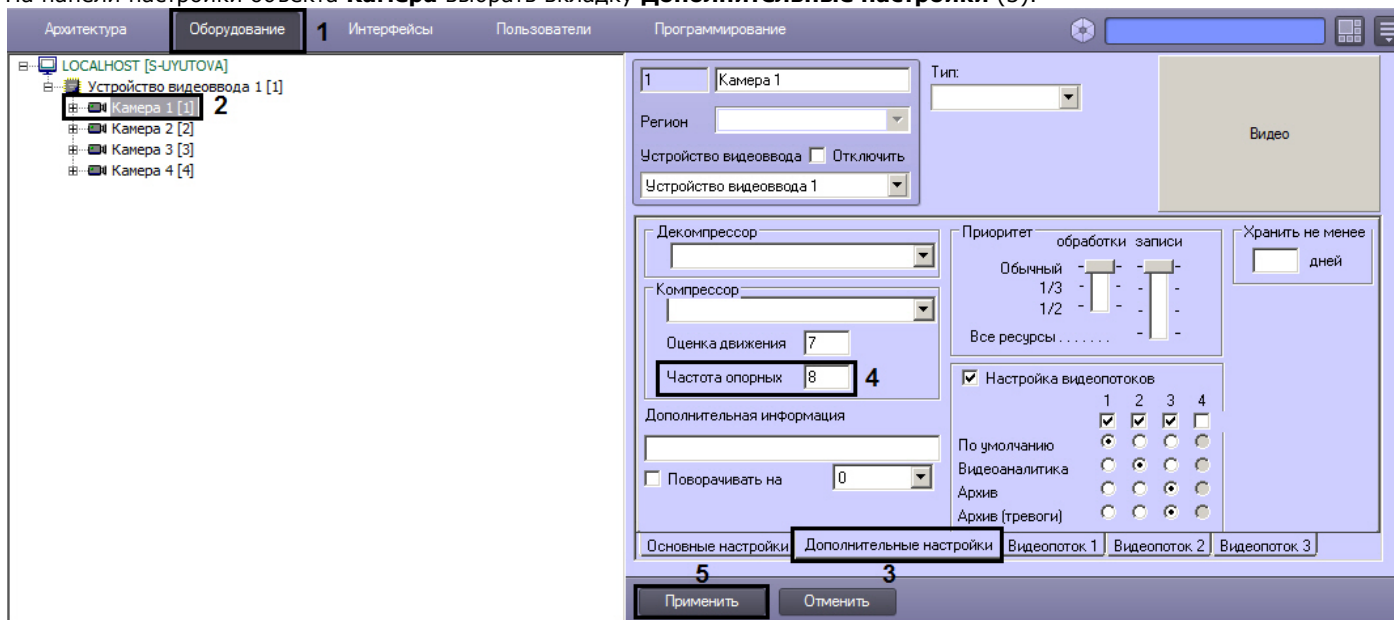 На панели настройки объекта Камера выбрать вкладку Дополнительные настройки (3).
Архитектура Оборудование 1 Интерфейсы Пользователи Программирование
LOCALHOST [S-UYUTOVA]
Устройство видеоввода 1 [1]
Камера 1 [1] 2
Камера 2 [2]
Камера 3 [3]
Камера 4 [4]
1 Камера 1
Тип:
Регион
Устройство видеоввода Отключить
Устройство видеоввода 1
Видео
Декомпрессор
Компрессор
Оценка движения 7
Частота опорных 8 4
Дополнительная информация
Поворачивать на 0
Приоритет
обработки записи
Обычный
1/3
1/2
Все ресурсы . . . . . . .
Хранить не менее
дней
Настройка видеопотоков
1 2 3 4
По умолчанию
Видеоаналитика
Архив
Архив (тревоги)
Основные настройки Дополнительные настройки Видеопоток 1 Видеопоток 2 Видеопоток 3
5 3
Применить Отменить